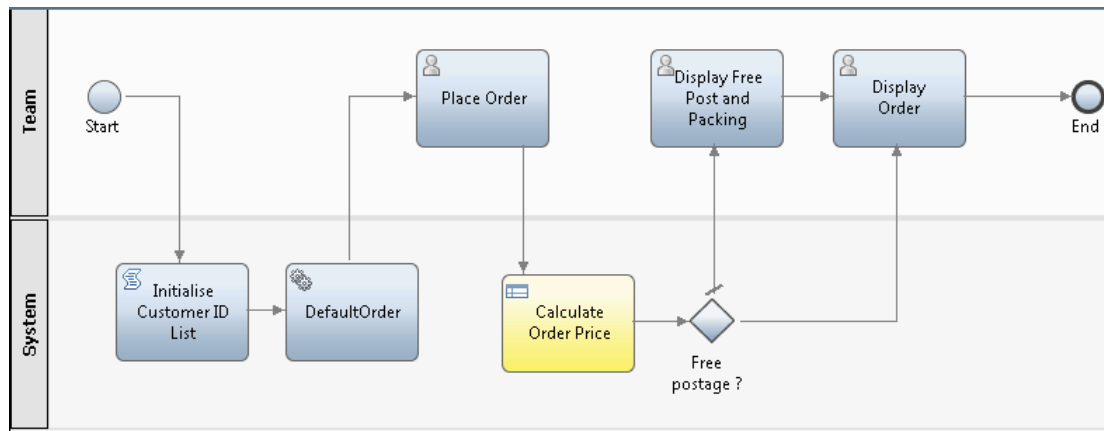 Team
Start
Place Order
Display Free
Post and
Packing
Display
Order
End
System
Initialise
Customer ID
List
DefaultOrder
Calculate
Order Price
Free
postage ?